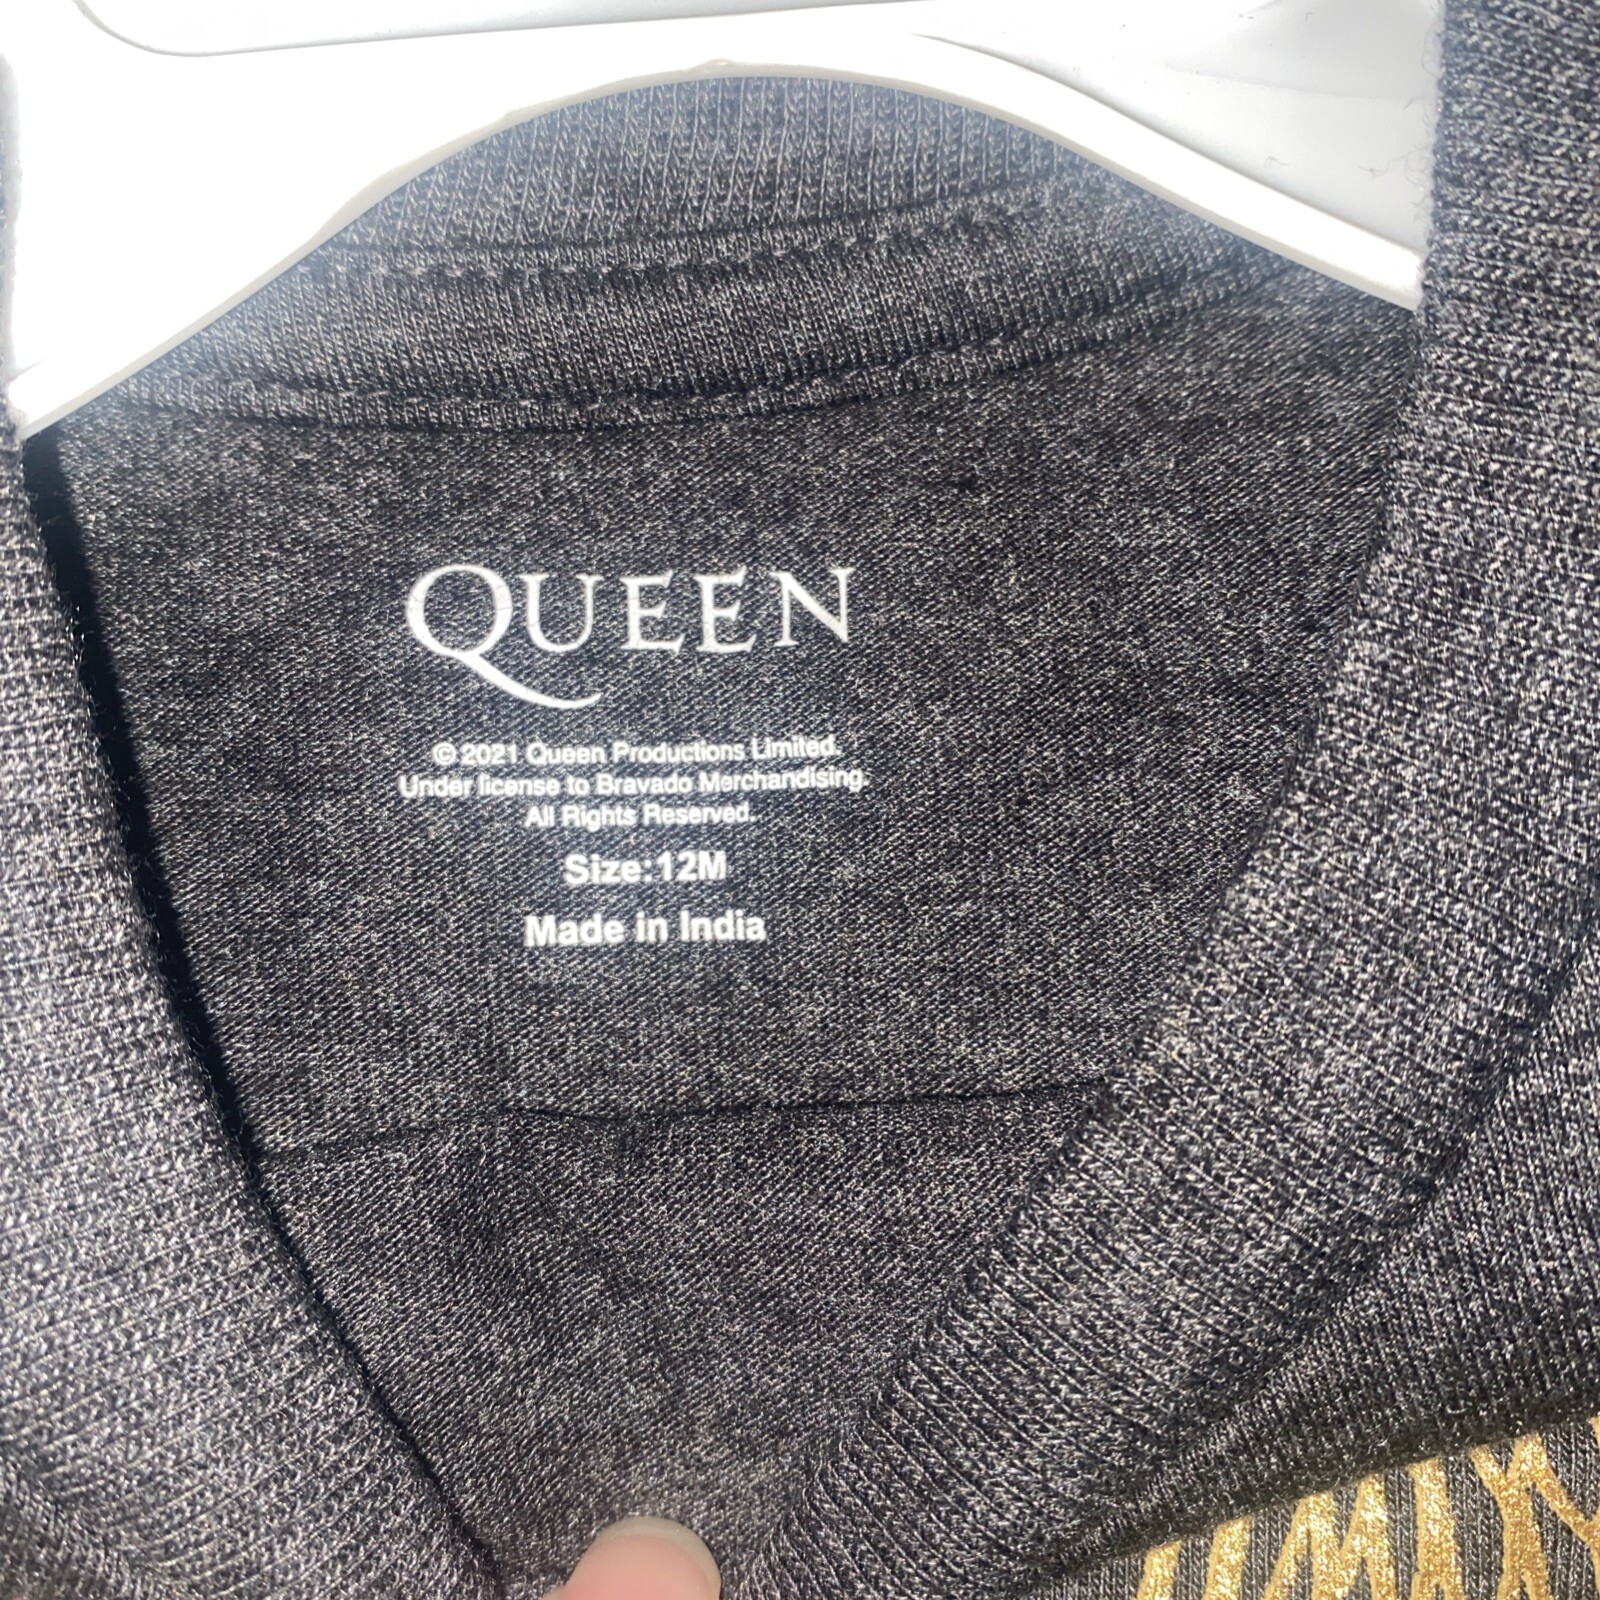 QUEEN
© 2021 Queen Productions Limited.
Under license to Bravado Merchandising.
All Rights Reserved.
Size:12M
Made in India